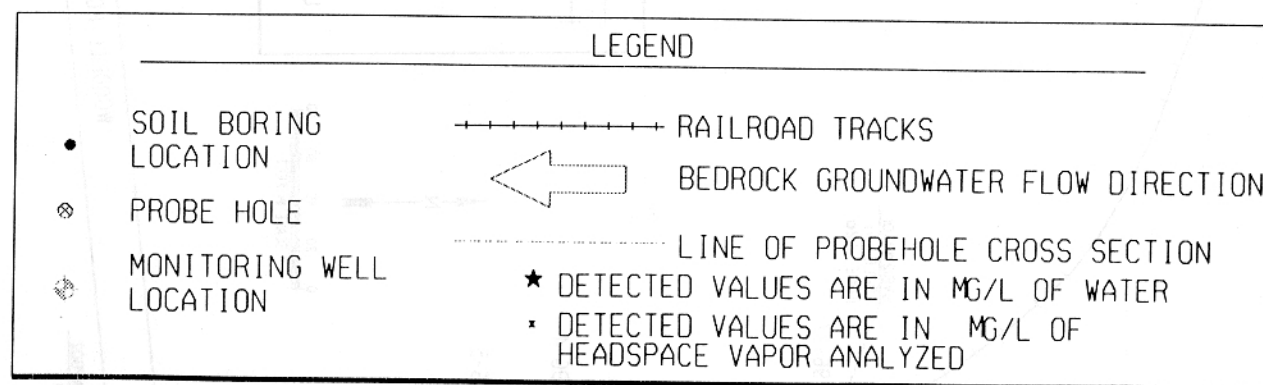 LEGEND
SOIL BORING
LOCATION
PROBE HOLE
MONITORING WELL
LOCATION
RAILROAD TRACKS
BEDROCK GROUNDWATER FLOW DIRECTION
LINE OF PROBEHOLE CROSS SECTION
★ DETECTED VALUES ARE IN MG/L OF WATER
x DETECTED VALUES ARE IN MG/L OF
HEADSPACE VAPOR ANALYZED